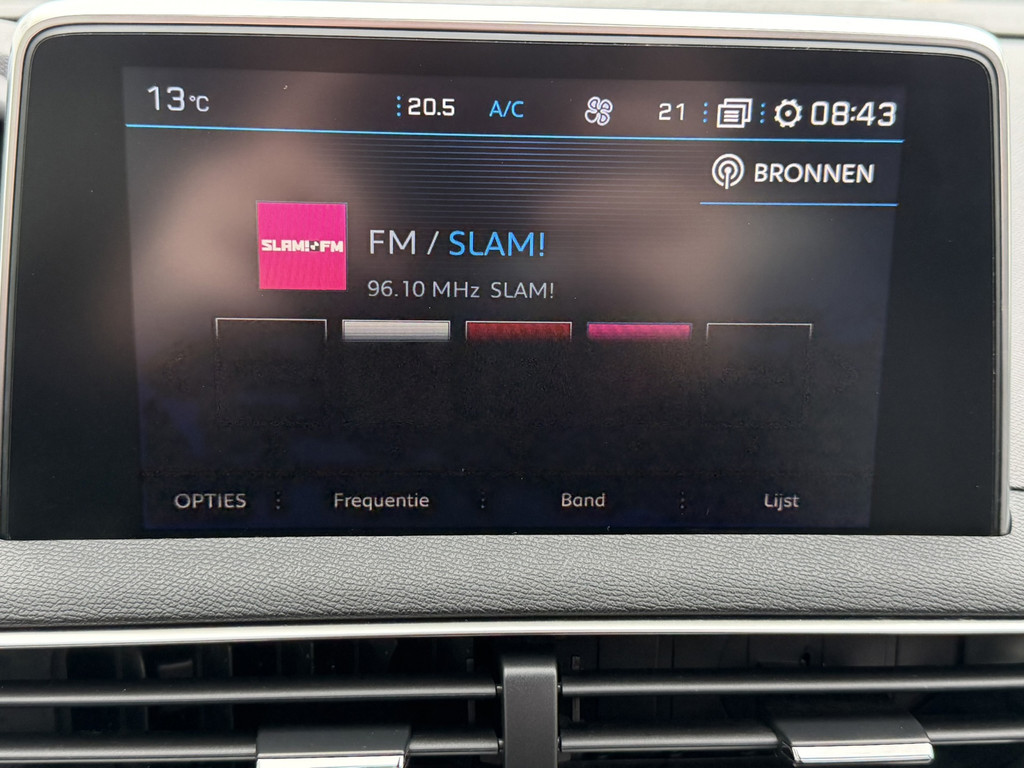 13°C 20.5 A/C 21 08:43
BRONNEN
SLAM!FM
FM / SLAM!
96.10 MHz SLAM!
OPTIES Frequentie Band Lijst